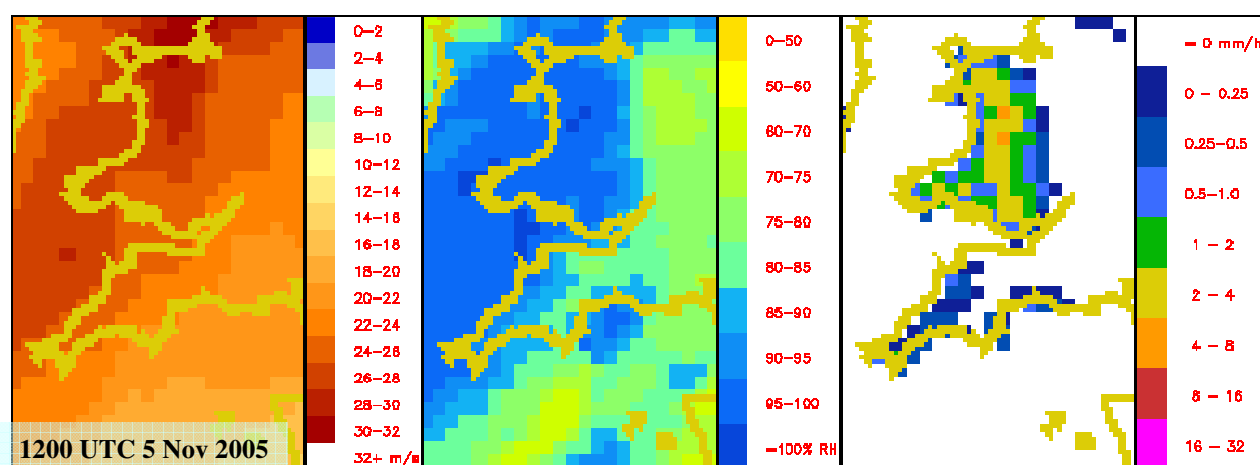 0-2
2-4
4-6
6-8
8-10
10-12
12-14
14-16
16-18
18-20
20-22
22-24
24-26
26-28
28-30
30-32
32+ m/s
0-50
50-60
60-70
70-75
75-80
80-85
85-90
90-95
95-100
=100% RH
= 0 mm/h
0 - 0.25
0.25-0.5
0.5-1.0
1 - 2
2 - 4
4 - 8
8 - 16
16 - 32
1200 UTC 5 Nov 2005